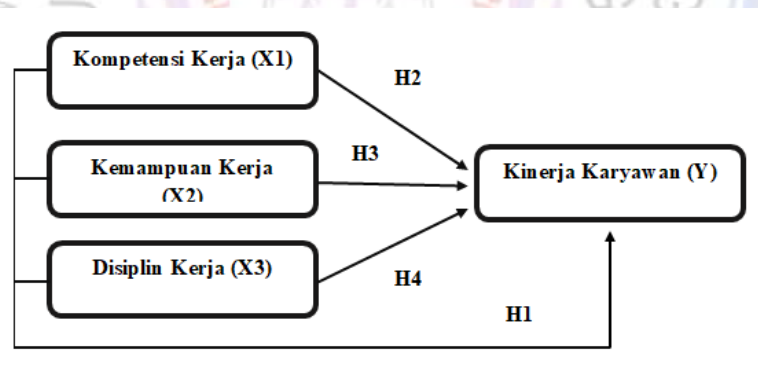 Kompetensi Kerja (X1)
H2
Kemampuan Kerja
(X2)
H3
Kinerja Karyawan (Y)
Disiplin Kerja (X3)
H4
H1